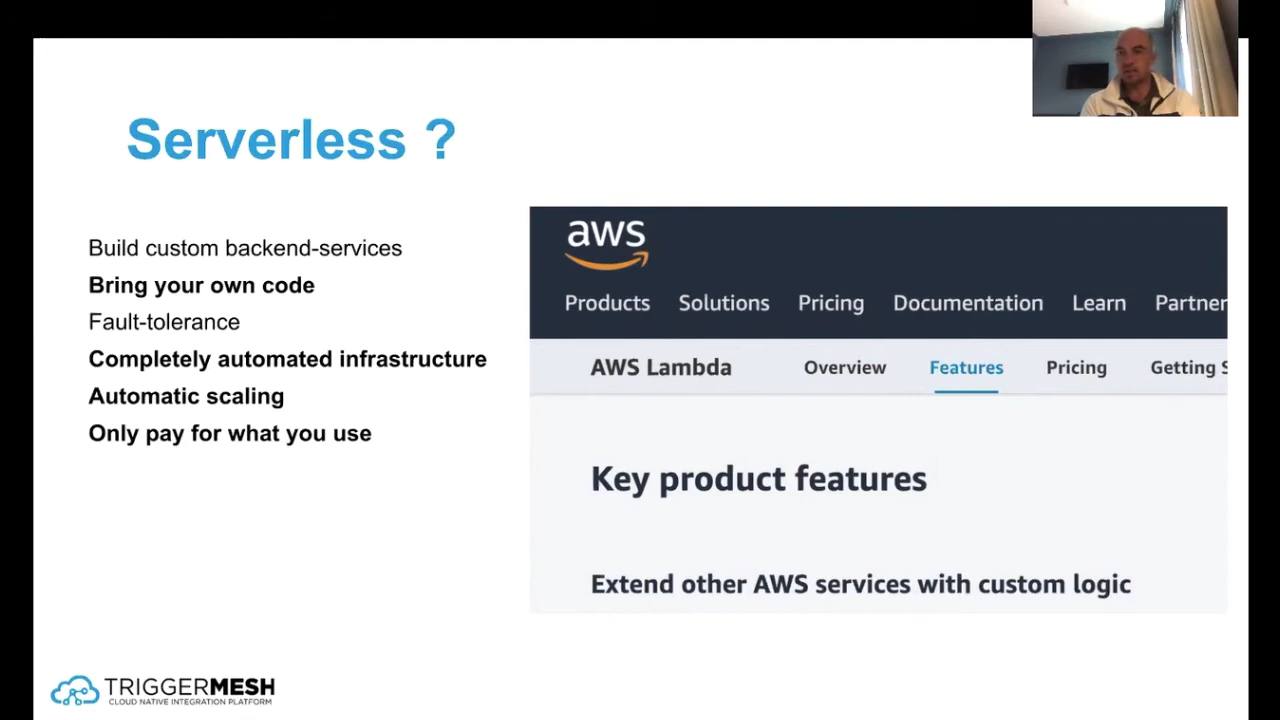 Serverless ?
Build custom backend-services
Bring your own code
Fault-tolerance
Completely automated infrastructure
Automatic scaling
Only pay for what you use
aws
Products Solutions Pricing Documentation Learn Partner
AWS Lambda Overview Features Pricing Getting S
Key product features
Extend other AWS services with custom logic
TRIGGERMESH
CLOUD NATIVE INTEGRATION PLATFORM